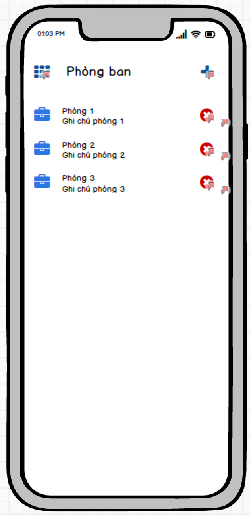 01:03 PM
Phòng ban
Phòng 1
Ghi chú phòng 1
Phòng 2
Ghi chú phòng 2
Phòng 3
Ghi chú phòng 3